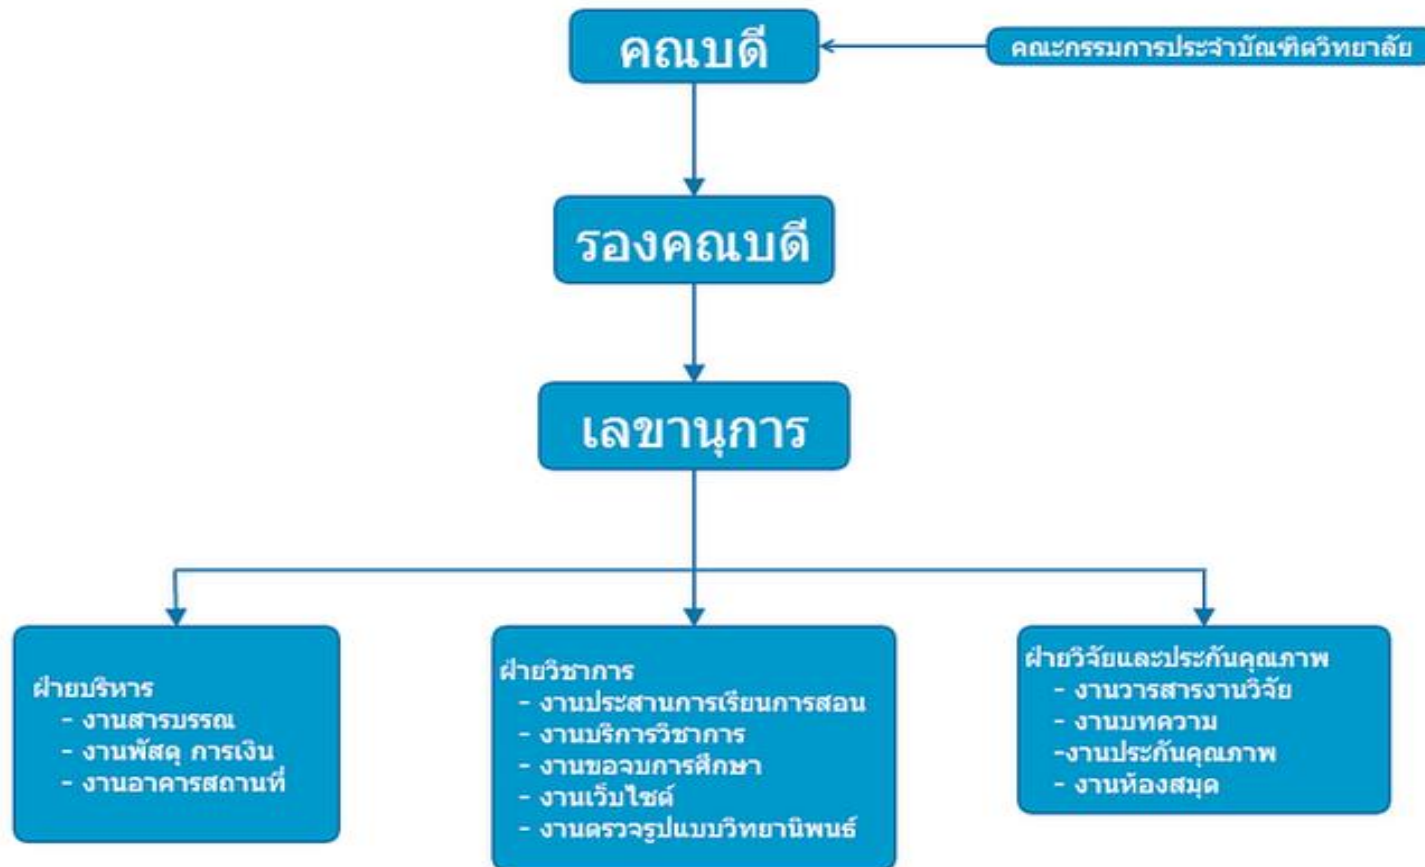 คณบดี
คณะกรรมการประจำบัณฑิตวิทยาลัย
รองคณบดี
เลขานุการ
ฝ่ายบริหาร
- งานสารบรรณ
- งานพัสดุ การเงิน
- งานอาคารสถานที่
ฝ่ายวิชาการ
- งานประสานการเรียนการสอน
- งานบริการวิชาการ
- งานขอจบการศึกษา
- งานเว็บไซต์
- งานตรวจรูปแบบวิทยานิพนธ์
ฝ่ายวิจัยและประกันคุณภาพ
- งานวารสารงานวิจัย
- งานบทความ
-งานประกันคุณภาพ
- งานห้องสมุด